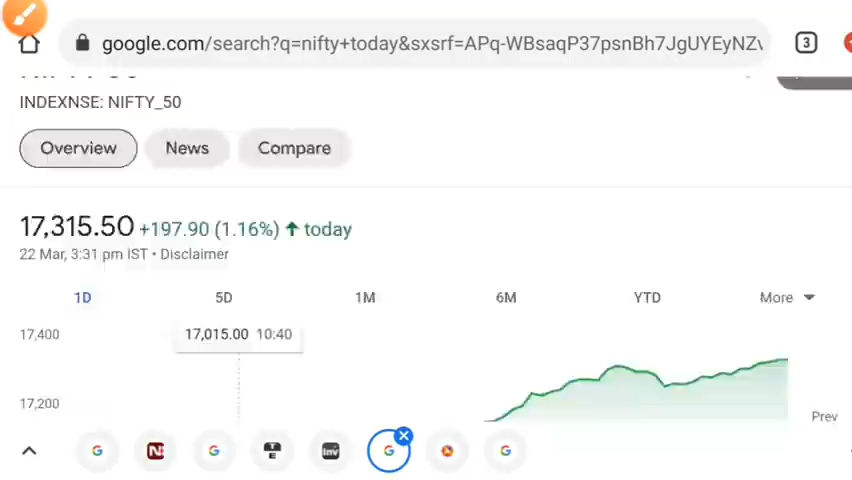 google.com/search?q=nifty+today&sxsrf=APq-WBsaqP37psnBh7JgUYEyNZv
3
INDEXNSE: NIFTY_50
Overview
News
Compare
17,315.50 +197.90 (1.16%) ↑ today
22 Mar, 3:31 pm IST • Disclaimer
1D 5D 1M 6M YTD More
17,400
17,015.00 10:40
17,200
Prev
G N G T E Inv G G